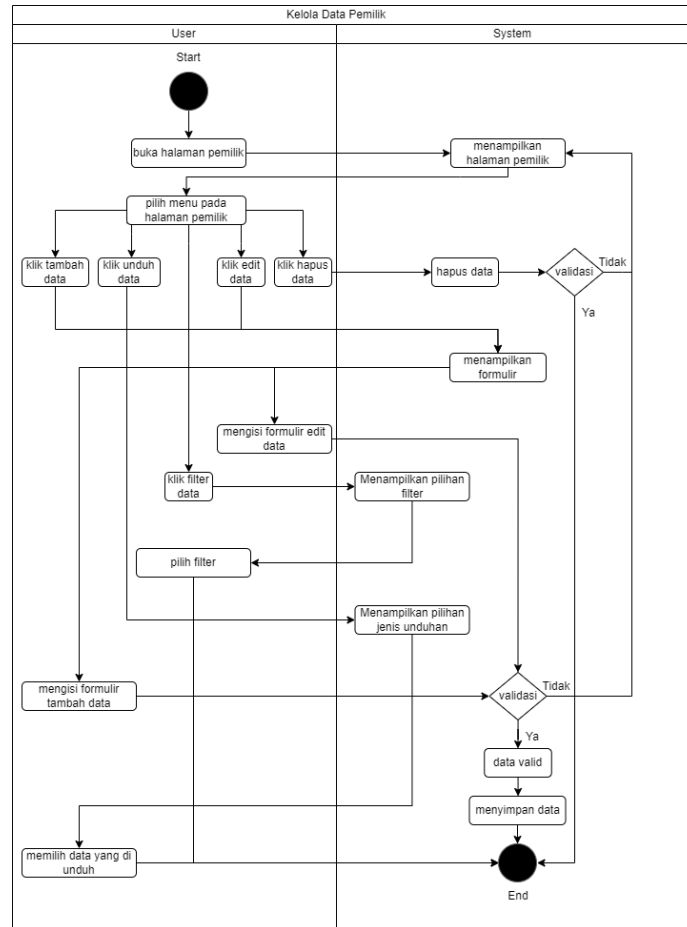 Kelola Data Pemilik
User
System
Start
buka halaman pemilik
menampilkan
halaman pemilik
pilih menu pada
halaman pemilik
klik tambah
data
klik unduh
data
klik edit
data
klik hapus
data
hapus data
validasi
Tidak
Ya
menampilkan
formulir
mengisi formulir edit
data
klik filter
data
Menampilkan pilihan
filter
pilih filter
Menampilkan pilihan
jenis unduhan
mengisi formulir
tambah data
validasi
Tidak
Ya
data valid
menyimpan data
memilih data yang di
unduh
End